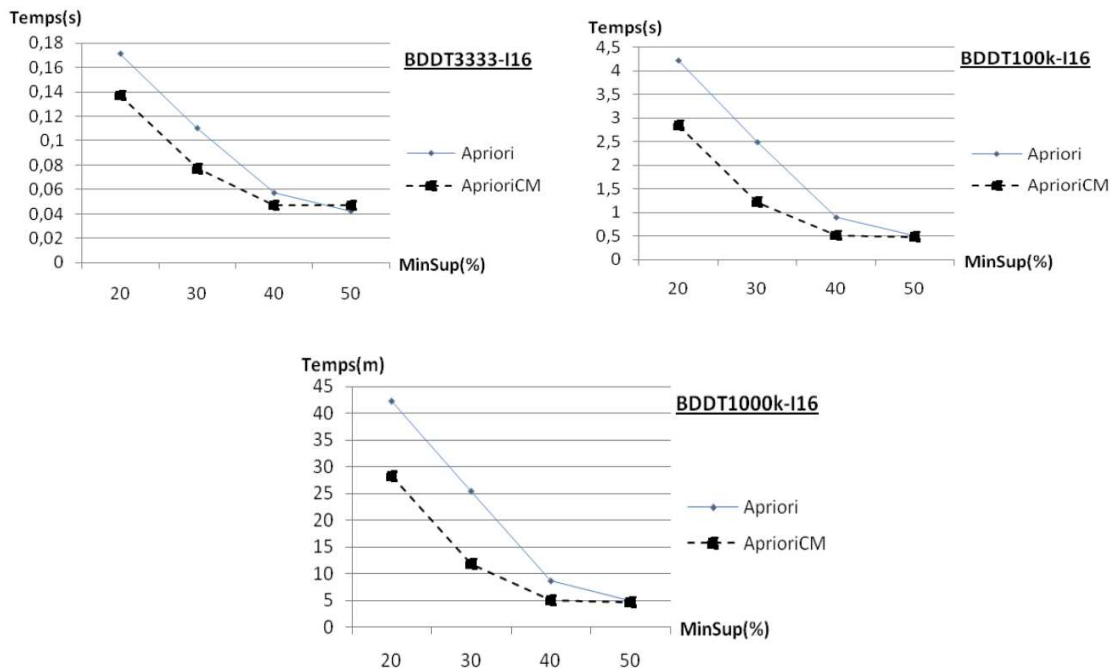 Temps(s)
0,18
0,16
0,14
0,12
0,1
0,08
0,06
0,04
0,02
0
20 30 40 50
MinSup(%)
BDDT3333-I16
Apriori
AprioriCM
Temps(s)
4,5
4
3,5
3
2,5
2
1,5
1
0,5
0
20 30 40 50
MinSup(%)
BDDT100k-I16
Apriori
AprioriCM
Temps(m)
45
40
35
30
25
20
15
10
5
0
20 30 40 50
MinSup(%)
BDDT1000k-I16
Apriori
AprioriCM